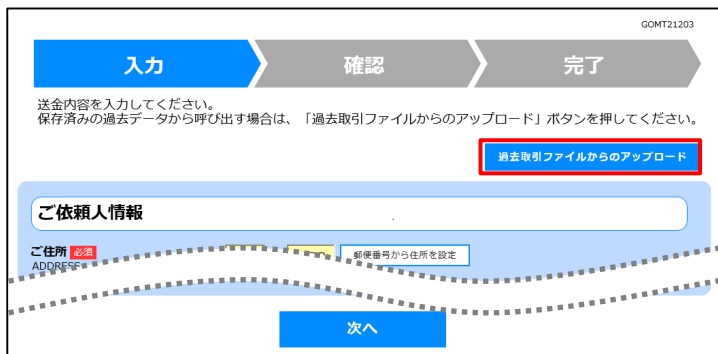 GOMT21203
入力
確認
完了
送金内容を入力してください。
保存済みの過去データから呼び出す場合は、「過去取引ファイルからのアップロード」ボタンを押してください。
過去取引ファイルからのアップロード
ご依頼人情報
ご住所 必須
郵便番号から住所を設定
ADDRESS
次へ